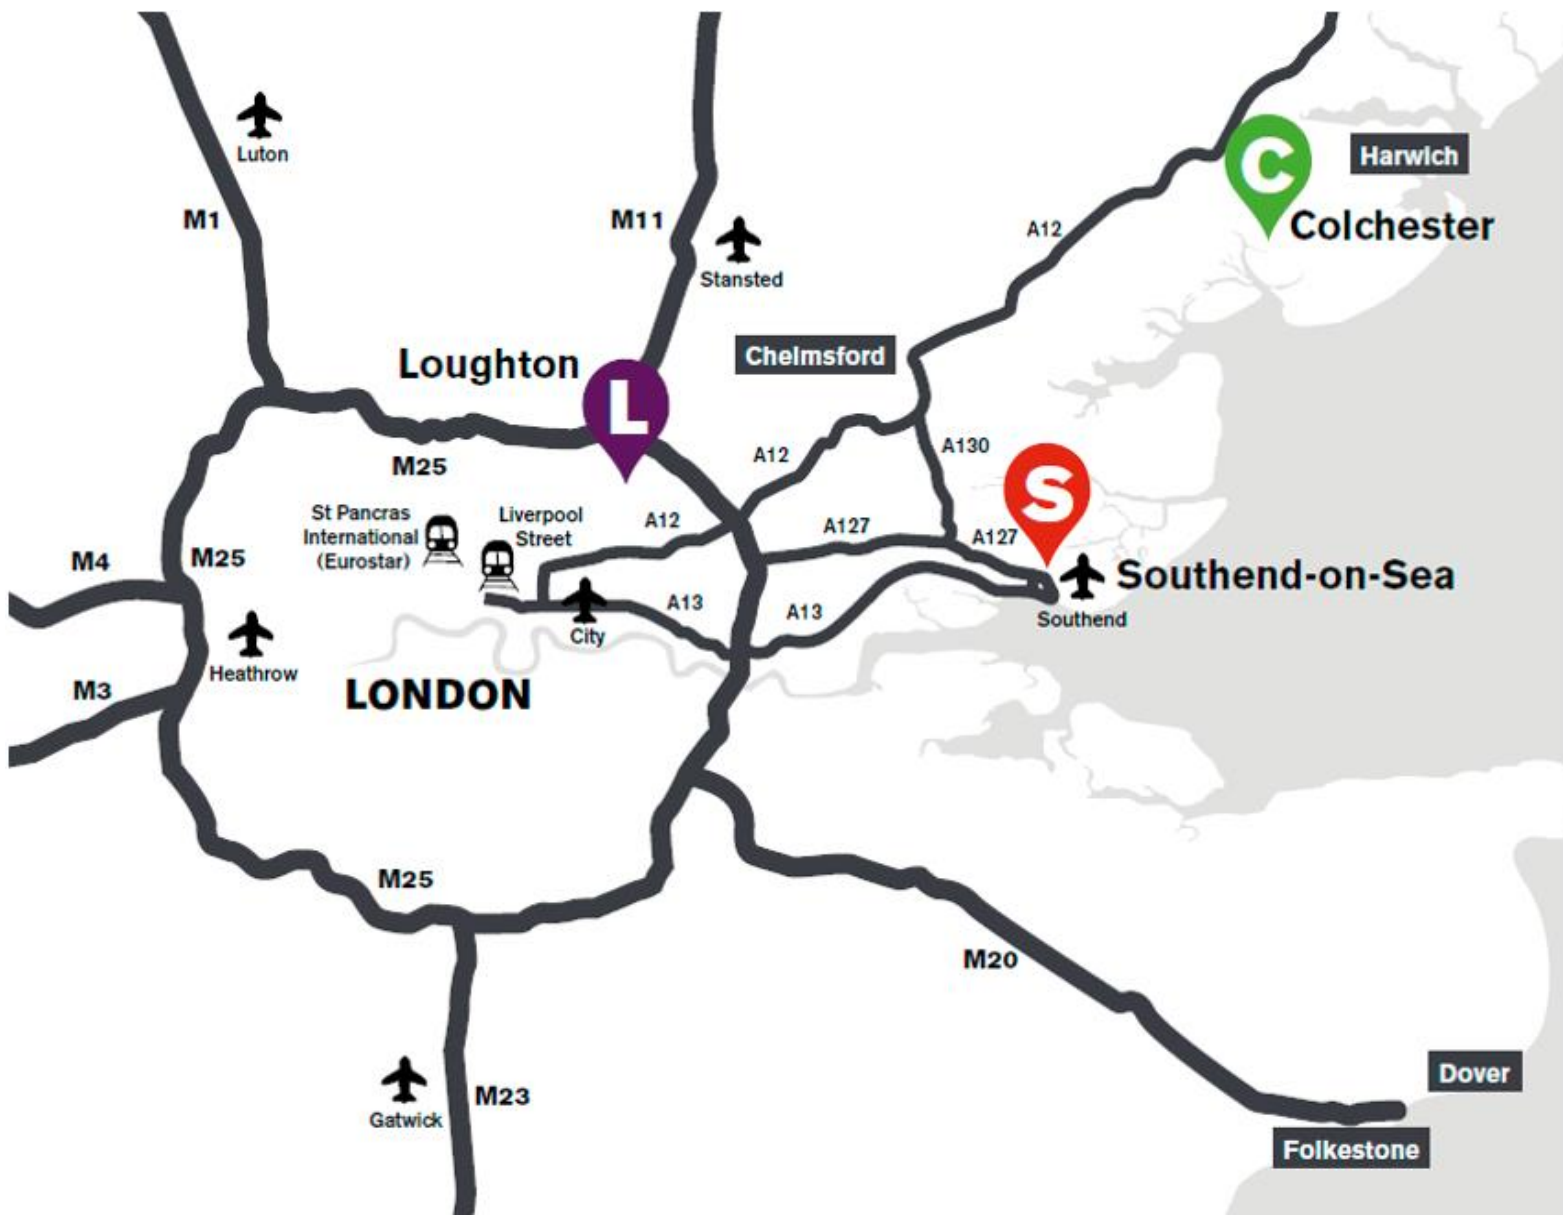 Luton
M1
M11
Stansted
C
Harwich
Colchester
A12
Loughton
L
Chelmsford
M25
A12
A130
S
St Pancras
International
(Eurostar)
Liverpool
Street
A12
A127
A127
M4
M25
Southend-on-Sea
Southend
A13
A13
City
Heathrow
M3
LONDON
M25
M20
M23
Gatwick
Dover
Folkestone